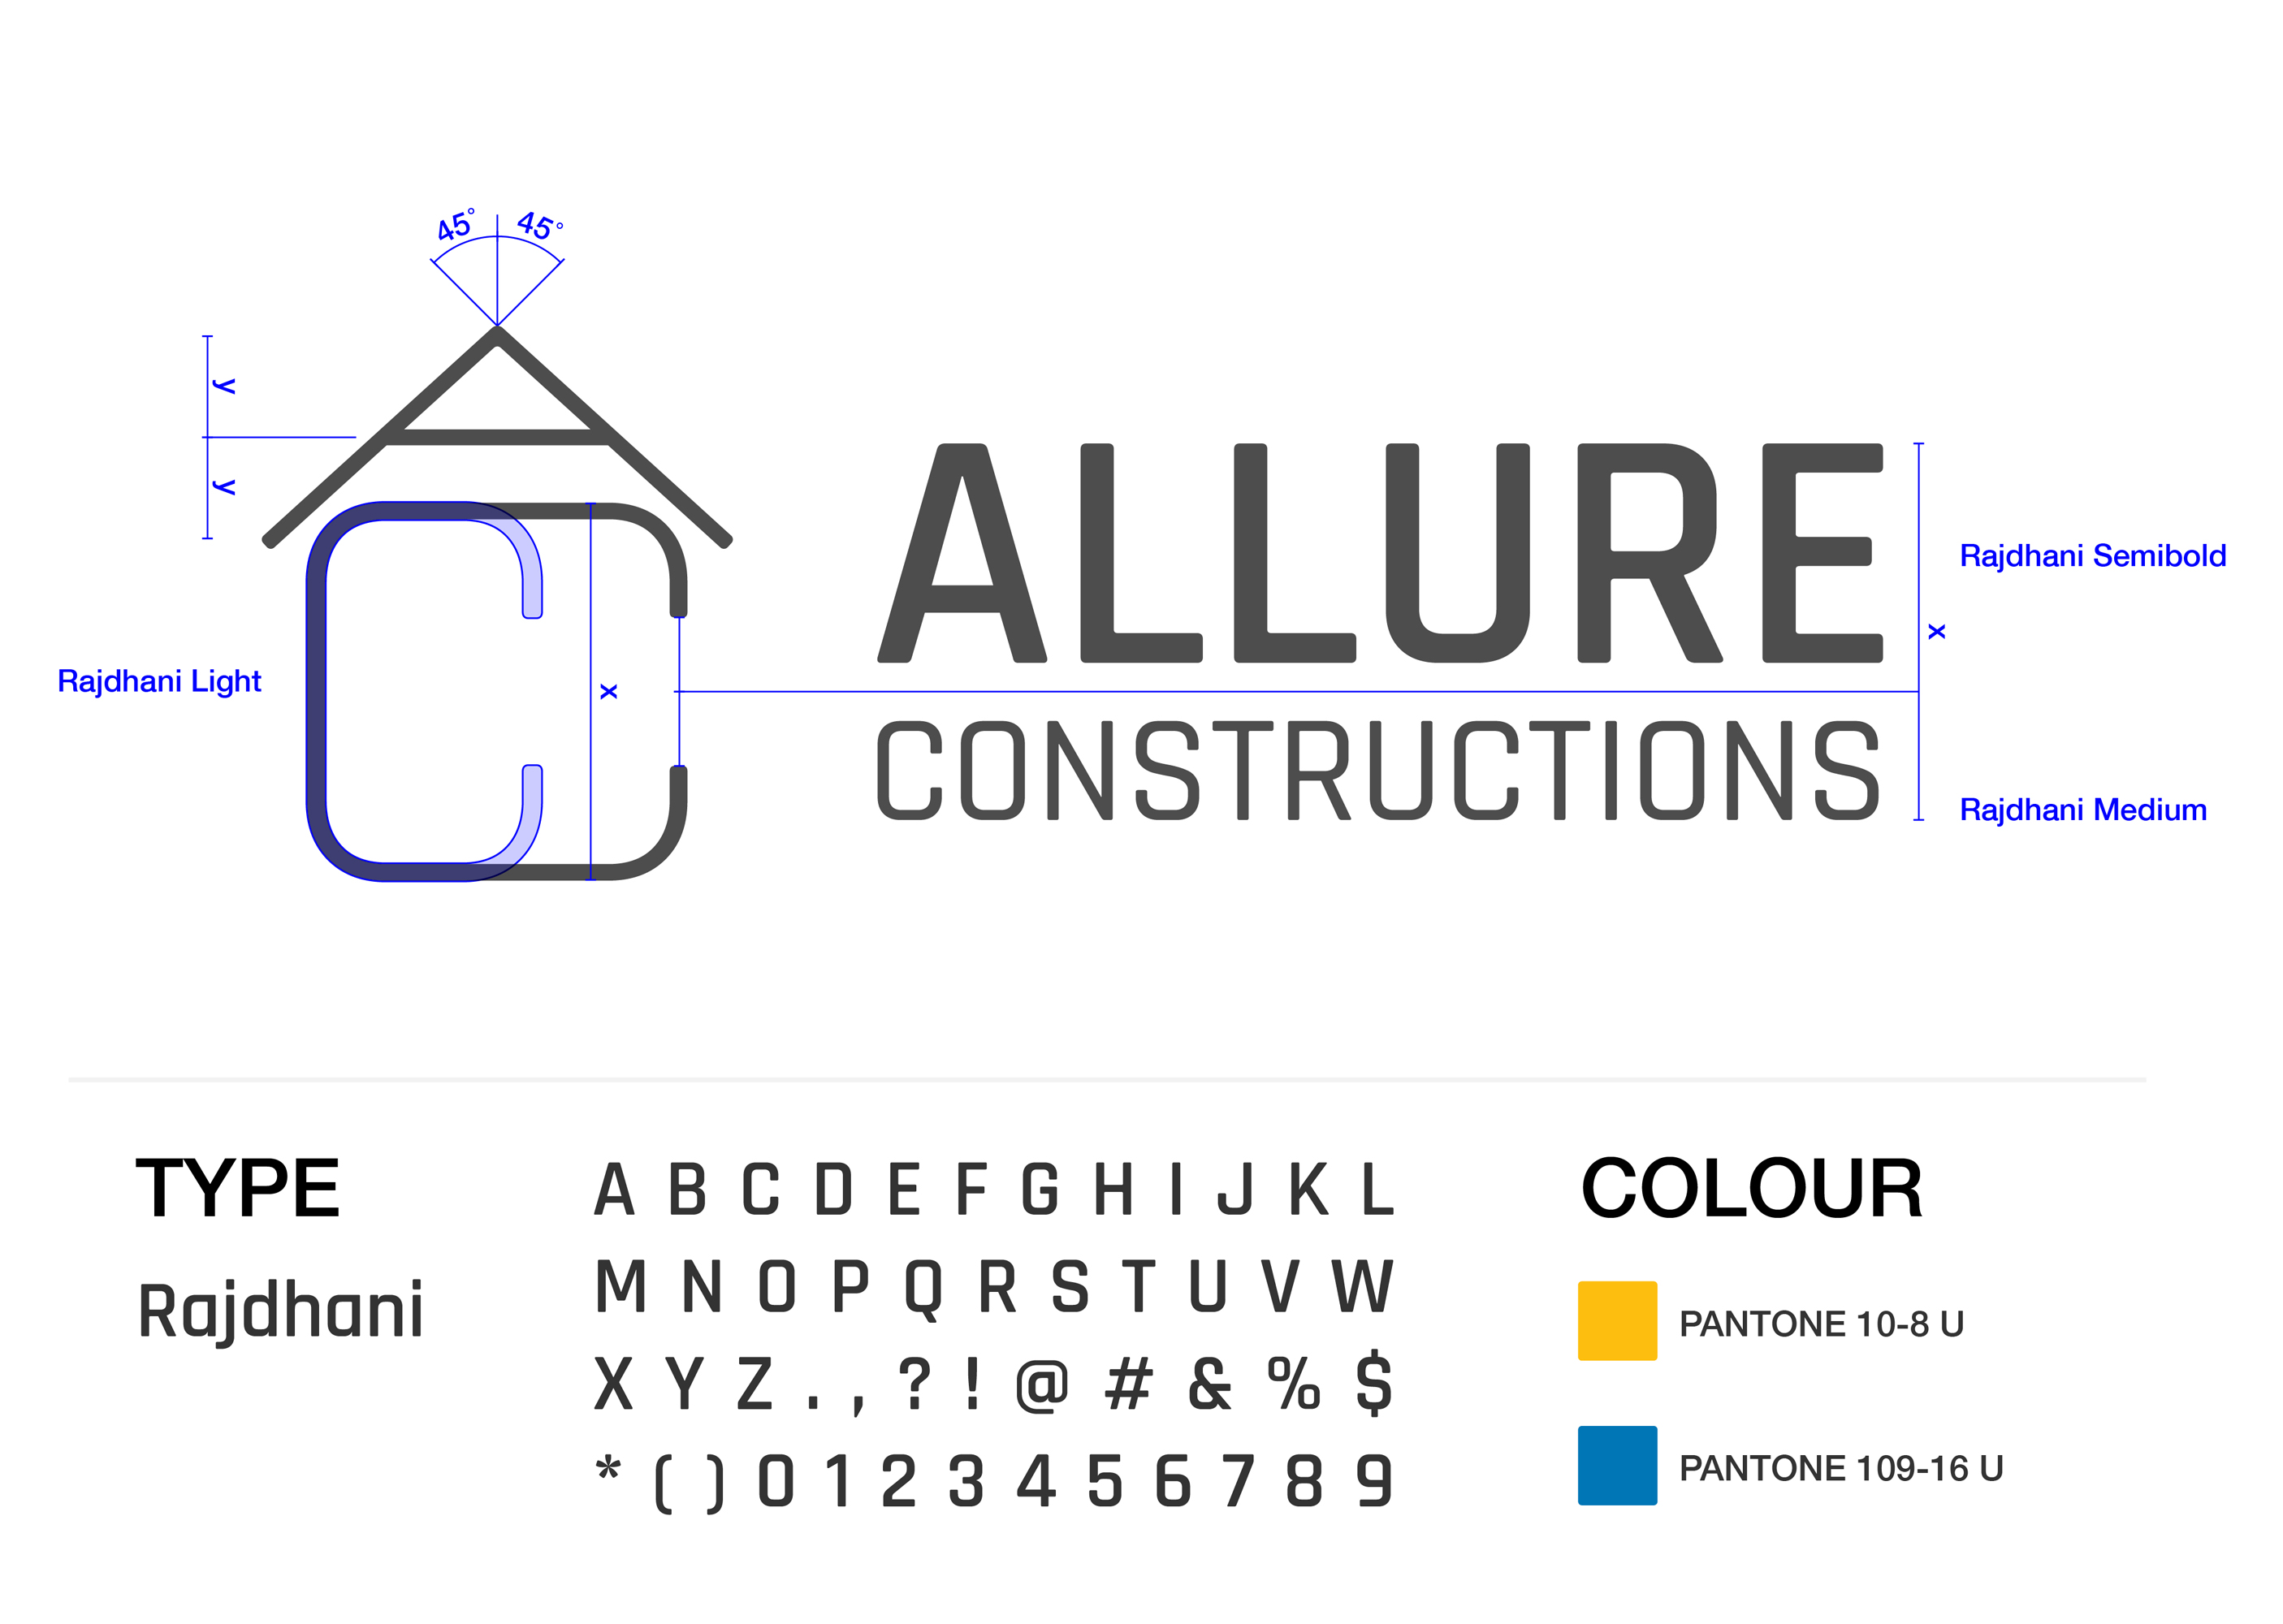 45° 45°
y
y
ALLURE
Rajdhani Semibold
x
Rajdhani Light
x
CONSTRUCTIONS
Rajdhani Medium
TYPE
Rajdhani
A B C D E F G H I J K L
M N O P Q R S T U V W
X Y Z . , ? ! @ # & % $
* ( ) 0 1 2 3 4 5 6 7 8 9
COLOUR
PANTONE 10-8 U
PANTONE 109-16 U